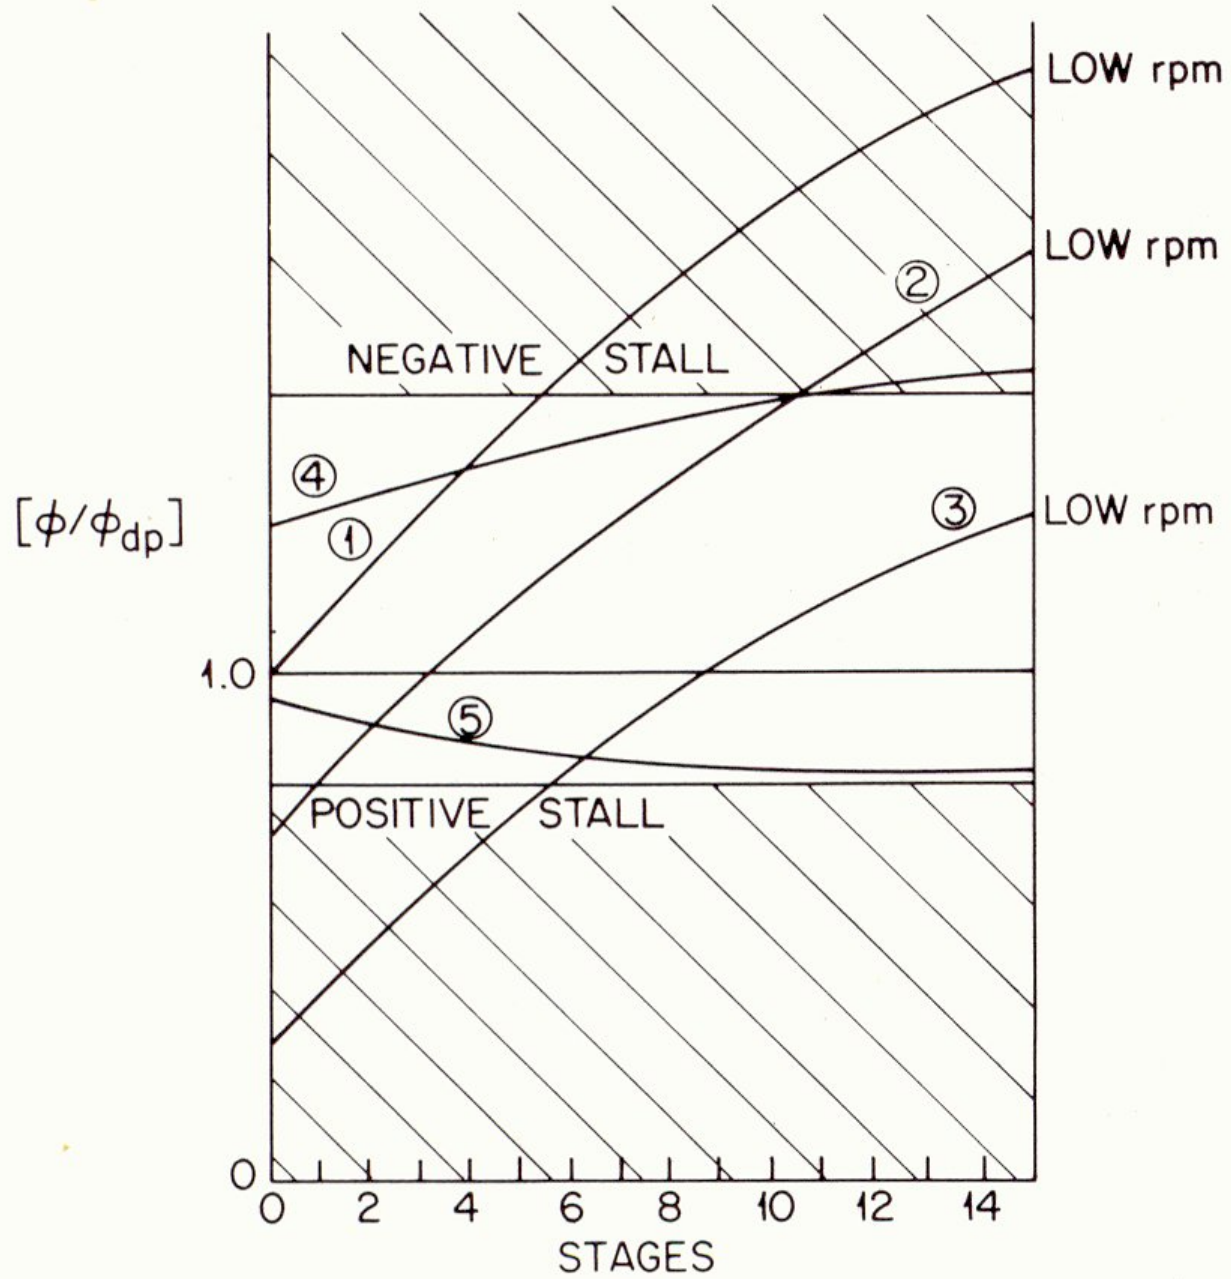 LOW rpm
LOW rpm
②
NEGATIVE STALL
④
①
③
[ϕ/ϕdp]
LOW rpm
1.0
⑤
POSITIVE STALL
0
0 2 4 6 8 10 12 14
STAGES